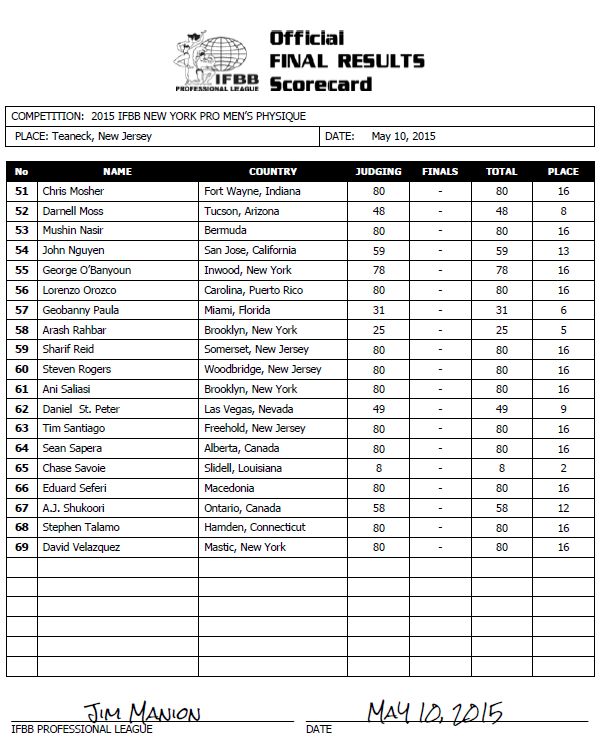 IFBB
PROFESSIONAL LEAGUE
Official
FINAL RESULTS
Scorecard
COMPETITION: 2015 IFBB NEW YORK PRO MEN'S PHYSIQUE
PLACE: Teaneck, New Jersey DATE: May 10, 2015
No NAME COUNTRY JUDGING FINALS TOTAL PLACE
51 Chris Mosher Fort Wayne, Indiana 80 - 80 16
52 Darnell Moss Tucson, Arizona 48 - 48 8
53 Mushin Nasir Bermuda 80 - 80 16
54 John Nguyen San Jose, California 59 - 59 13
55 George O'Banyoun Inwood, New York 78 - 78 16
56 Lorenzo Orozco Carolina, Puerto Rico 80 - 80 16
57 Geobanny Paula Miami, Florida 31 - 31 6
58 Arash Rahbar Brooklyn, New York 25 - 25 5
59 Sharif Reid Somerset, New Jersey 80 - 80 16
60 Steven Rogers Woodbridge, New Jersey 80 - 80 16
61 Ani Saliasi Brooklyn, New York 80 - 80 16
62 Daniel St. Peter Las Vegas, Nevada 49 - 49 9
63 Tim Santiago Freehold, New Jersey 80 - 80 16
64 Sean Sapera Alberta, Canada 80 - 80 16
65 Chase Savoie Slidell, Louisiana 8 - 8 2
66 Eduard Seferi Macedonia 80 - 80 16
67 A.J. Shukoori Ontario, Canada 58 - 58 12
68 Stephen Talamo Hamden, Connecticut 80 - 80 16
69 David Velazquez Mastic, New York 80 - 80 16
Jim Manion May 10, 2015
IFBB PROFESSIONAL LEAGUE DATE